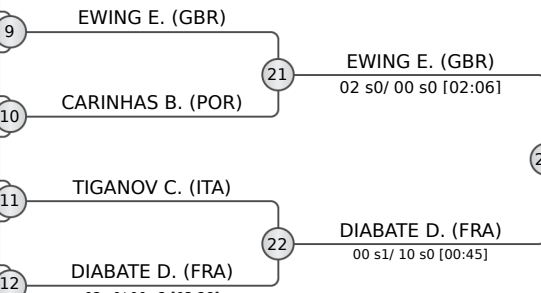 9
EWING E. (GBR)
10
CARINHAS B. (POR)
21
EWING E. (GBR)
02 s0/ 00 s0 [02:06]
11
TIGANOV C. (ITA)
12
DIABATE D. (FRA)
22
DIABATE D. (FRA)
00 s1/ 10 s0 [00:45]